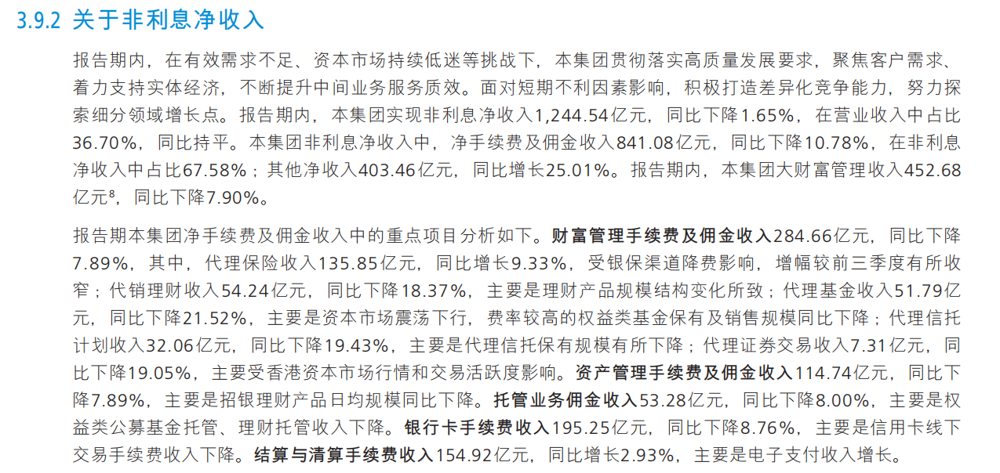 3.9.2 关于非利息净收入
报告期内，在有效需求不足、资本市场持续低迷等挑战下，本集团贯彻落实高质量发展要求，聚焦客户需求、
着力支持实体经济，不断提升中间业务服务质效。面对短期不利因素影响，积极打造差异化竞争能力，努力探
索细分领域增长点。报告期内，本集团实现非利息净收入1,244.54亿元，同比下降1.65%，在营业收入中占比
36.70%，同比持平。本集团非利息净收入中，净手续费及佣金收入841.08亿元，同比下降10.78%，在非利息
净收入中占比67.58%；其他净收入403.46亿元，同比增长25.01%。报告期内，本集团大财富管理收入452.68
亿元⁸，同比下降7.90%。
报告期本集团净手续费及佣金收入中的重点项目分析如下。财富管理手续费及佣金收入284.66亿元，同比下降
7.89%，其中，代理保险收入135.85亿元，同比增长9.33%，受银保渠道降费影响，增幅较前三季度有所收
窄；代销理财收入54.24亿元，同比下降18.37%，主要是理财产品规模结构变化所致；代理基金收入51.79亿
元，同比下降21.52%，主要是资本市场震荡下行，费率较高的权益类基金保有及销售规模同比下降；代理信托
计划收入32.06亿元，同比下降19.43%，主要是代理信托保有规模有所下降；代理证券交易收入7.31亿元，同
比下降19.05%，主要受香港资本市场行情和交易活跃度影响。资产管理手续费及佣金收入114.74亿元，同比下
降7.89%，主要是招银理财产品日均规模同比下降。托管业务佣金收入53.28亿元，同比下降8.00%，主要是权
益类公募基金托管、理财托管收入下降。银行卡手续费收入195.25亿元，同比下降8.76%，主要是信用卡线下
交易手续费收入下降。结算与清算手续费收入154.92亿元，同比增长2.93%，主要是电子支付收入增长。